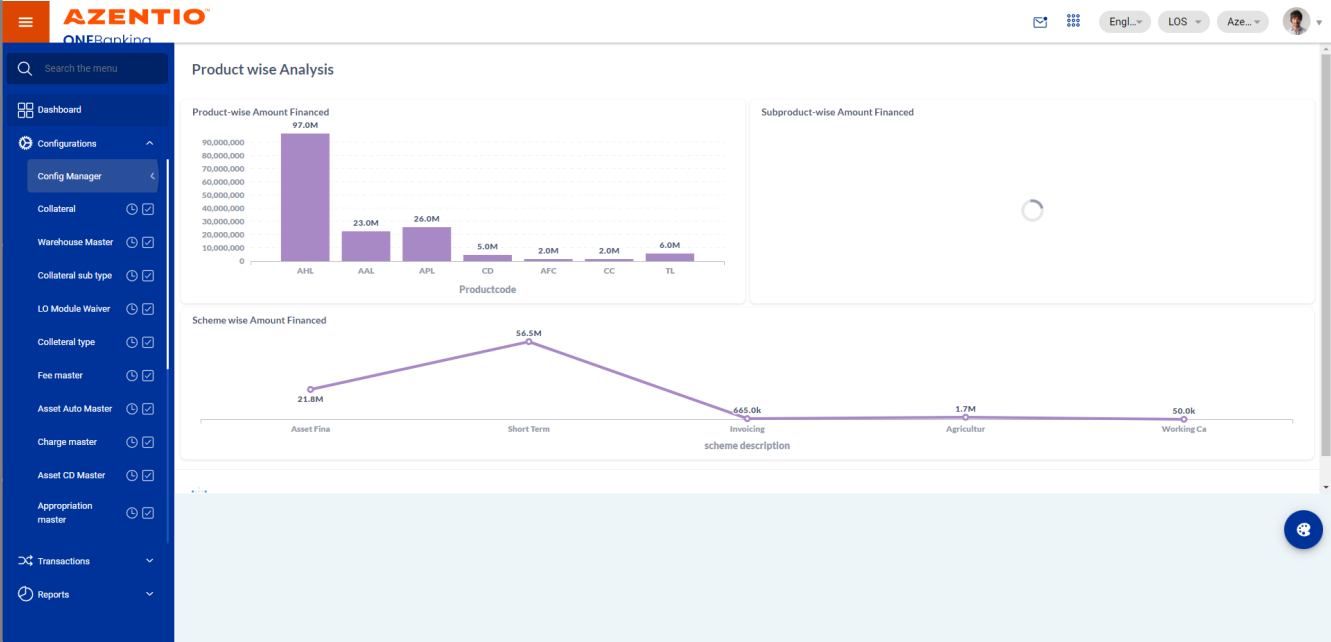 AZENTIO
ONEBanking
Engl...
LOS
Aze...
Search the menu
Dashboard
Configurations
Config Manager
Collateral
Warehouse Master
Collateral sub type
LO Module Waiver
Colleteral type
Fee master
Asset Auto Master
Charge master
Asset CD Master
Appropriation
master
Transactions
Reports
Product wise Analysis
Product-wise Amount Financed
97.0M
90,000,000
80,000,000
70,000,000
60,000,000
50,000,000
40,000,000
30,000,000
20,000,000
10,000,000
0
23.0M
26.0M
5.0M
2.0M
2.0M
6.0M
AHL
AAL
APL
CD
AFC
CC
TL
Productcode
Subproduct-wise Amount Financed
Scheme wise Amount Financed
56.5M
21.8M
665.0k
1.7M
50.0k
Asset Fina
Short Term
Invoicing
Agricultur
Working Ca
scheme description